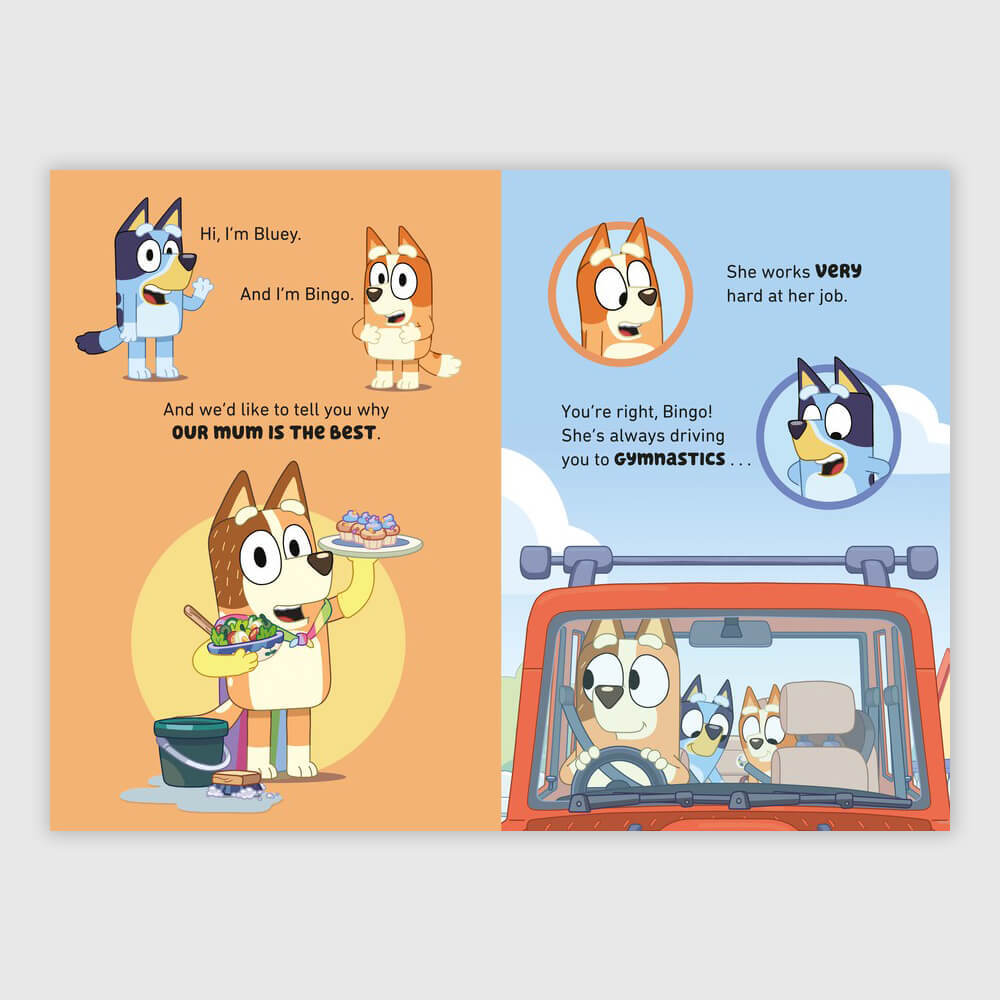 Hi, I'm Bluey.
And I'm Bingo.
And we'd like to tell you why
OUR MUM IS THE BEST.
She works VERY
hard at her job.
You're right, Bingo!
She's always driving
you to GYMNASTICS . . .